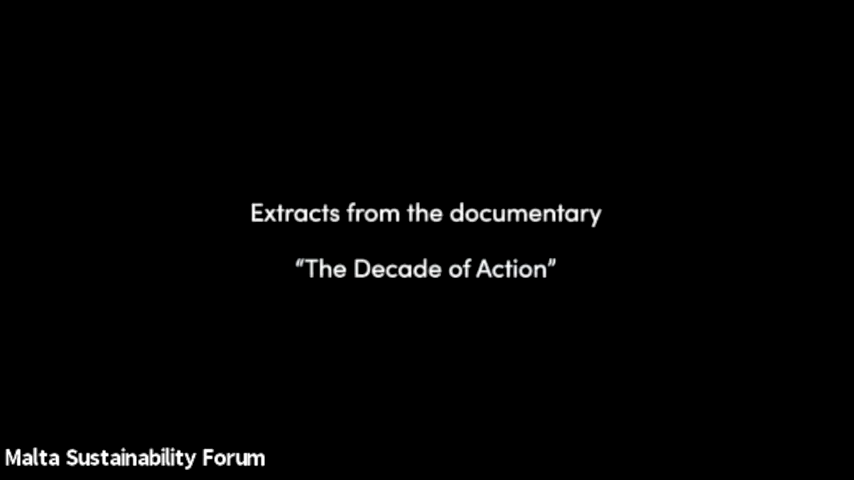 Extracts from the documentary
“The Decade of Action”
Malta Sustainability Forum